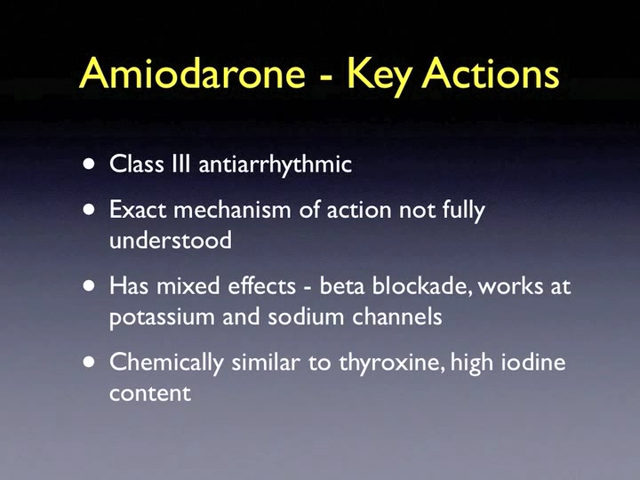 Amiodarone - Key Actions
• Class III antiarrhythmic
• Exact mechanism of action not fully
understood
• Has mixed effects - beta blockade, works at
potassium and sodium channels
• Chemically similar to thyroxine, high iodine
content